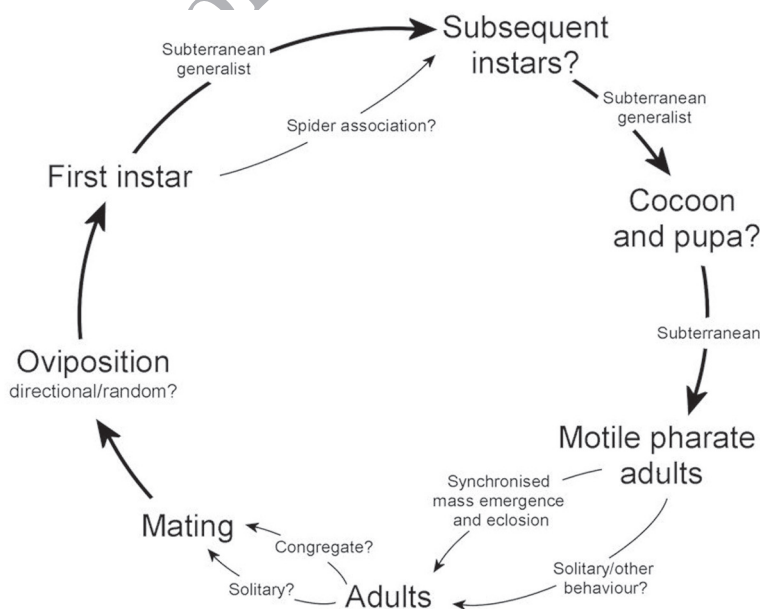 Subsequent
instars?
Subterranean
generalist
Subterranean
generalist
Spider association?
First instar
Cocoon
and pupa?
Subterranean
Oviposition
directional/random?
Motile pharate
adults
Synchronised
mass emergence
and eclosion
Mating
Congregate?
Solitary/other
behaviour?
Solitary?
Adults